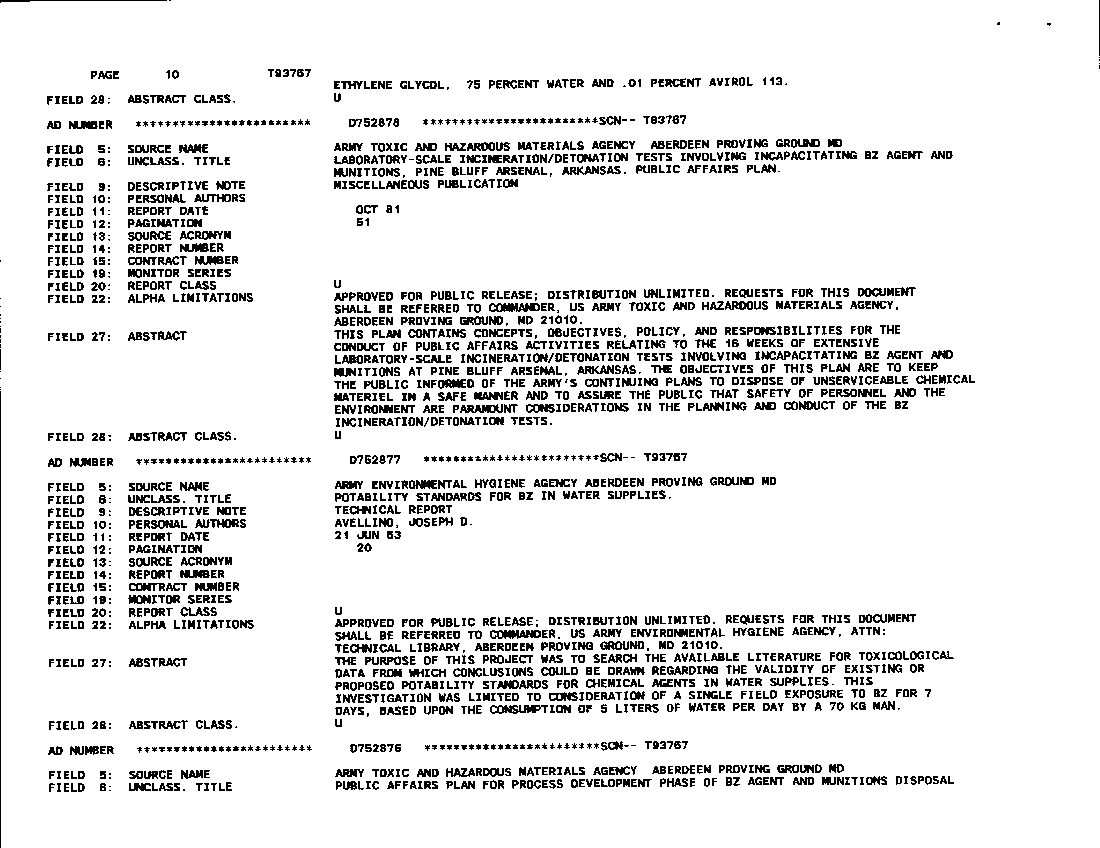 PAGE 10 T93767
ETHYLENE GLYCOL, 75 PERCENT WATER AND .01 PERCENT AVIROL 113.
FIELD 28: ABSTRACT CLASS. U
AD NUMBER ************************ D752878 ************************SCN-- T93767
FIELD 5: SOURCE NAME ARMY TOXIC AND HAZARDOUS MATERIALS AGENCY ABERDEEN PROVING GROUND MD
FIELD 6: UNCLASS. TITLE LABORATORY-SCALE INCINERATION/DETONATION TESTS INVOLVING INCAPACITATING BZ AGENT AND
MUNITIONS, PINE BLUFF ARSENAL, ARKANSAS. PUBLIC AFFAIRS PLAN.
FIELD 9: DESCRIPTIVE NOTE MISCELLANEOUS PUBLICATION
FIELD 10: PERSONAL AUTHORS
FIELD 11: REPORT DATE OCT 81
FIELD 12: PAGINATION 51
FIELD 13: SOURCE ACRONYM
FIELD 14: REPORT NUMBER
FIELD 15: CONTRACT NUMBER
FIELD 19: MONITOR SERIES
FIELD 20: REPORT CLASS U
FIELD 22: ALPHA LIMITATIONS APPROVED FOR PUBLIC RELEASE; DISTRIBUTION UNLIMITED. REQUESTS FOR THIS DOCUMENT
SHALL BE REFERRED TO COMMANDER, US ARMY TOXIC AND HAZARDOUS MATERIALS AGENCY,
ABERDEEN PROVING GROUND, MD 21010.
FIELD 27: ABSTRACT THIS PLAN CONTAINS CONCEPTS, OBJECTIVES, POLICY, AND RESPONSIBILITIES FOR THE
CONDUCT OF PUBLIC AFFAIRS ACTIVITIES RELATING TO THE 16 WEEKS OF EXTENSIVE
LABORATORY-SCALE INCINERATION/DETONATION TESTS INVOLVING INCAPACITATING BZ AGENT AND
MUNITIONS AT PINE BLUFF ARSENAL, ARKANSAS. THE OBJECTIVES OF THIS PLAN ARE TO KEEP
THE PUBLIC INFORMED OF THE ARMY'S CONTINUING PLANS TO DISPOSE OF UNSERVICEABLE CHEMICAL
MATERIEL IN A SAFE MANNER AND TO ASSURE THE PUBLIC THAT SAFETY OF PERSONNEL AND THE
ENVIRONMENT ARE PARAMOUNT CONSIDERATIONS IN THE PLANNING AND CONDUCT OF THE BZ
INCINERATION/DETONATION TESTS.
FIELD 28: ABSTRACT CLASS. U
AD NUMBER ************************ D752877 ************************SCN-- T93767
FIELD 5: SOURCE NAME ARMY ENVIRONMENTAL HYGIENE AGENCY ABERDEEN PROVING GROUND MD
FIELD 6: UNCLASS. TITLE POTABILITY STANDARDS FOR BZ IN WATER SUPPLIES.
FIELD 9: DESCRIPTIVE NOTE TECHNICAL REPORT
FIELD 10: PERSONAL AUTHORS AVELLINO, JOSEPH D.
FIELD 11: REPORT DATE 21 JUN 63
FIELD 12: PAGINATION 20
FIELD 13: SOURCE ACRONYM
FIELD 14: REPORT NUMBER
FIELD 15: CONTRACT NUMBER
FIELD 19: MONITOR SERIES
FIELD 20: REPORT CLASS U
FIELD 22: ALPHA LIMITATIONS APPROVED FOR PUBLIC RELEASE; DISTRIBUTION UNLIMITED. REQUESTS FOR THIS DOCUMENT
SHALL BE REFERRED TO COMMANDER, US ARMY ENVIRONMENTAL HYGIENE AGENCY, ATTN:
TECHNICAL LIBRARY, ABERDEEN PROVING GROUND, MD 21010.
FIELD 27: ABSTRACT THE PURPOSE OF THIS PROJECT WAS TO SEARCH THE AVAILABLE LITERATURE FOR TOXICOLOGICAL
DATA FROM WHICH CONCLUSIONS COULD BE DRAWN REGARDING THE VALIDITY OF EXISTING OR
PROPOSED POTABILITY STANDARDS FOR CHEMICAL AGENTS IN WATER SUPPLIES. THIS
INVESTIGATION WAS LIMITED TO CONSIDERATION OF A SINGLE FIELD EXPOSURE TO BZ FOR 7
DAYS, BASED UPON THE CONSUMPTION OF 5 LITERS OF WATER PER DAY BY A 70 KG MAN.
FIELD 28: ABSTRACT CLASS. U
AD NUMBER ************************ D752876 ************************SCN-- T93767
FIELD 5: SOURCE NAME ARMY TOXIC AND HAZARDOUS MATERIALS AGENCY ABERDEEN PROVING GROUND MD
FIELD 6: UNCLASS. TITLE PUBLIC AFFAIRS PLAN FOR PROCESS DEVELOPMENT PHASE OF BZ AGENT AND MUNITIONS DISPOSAL